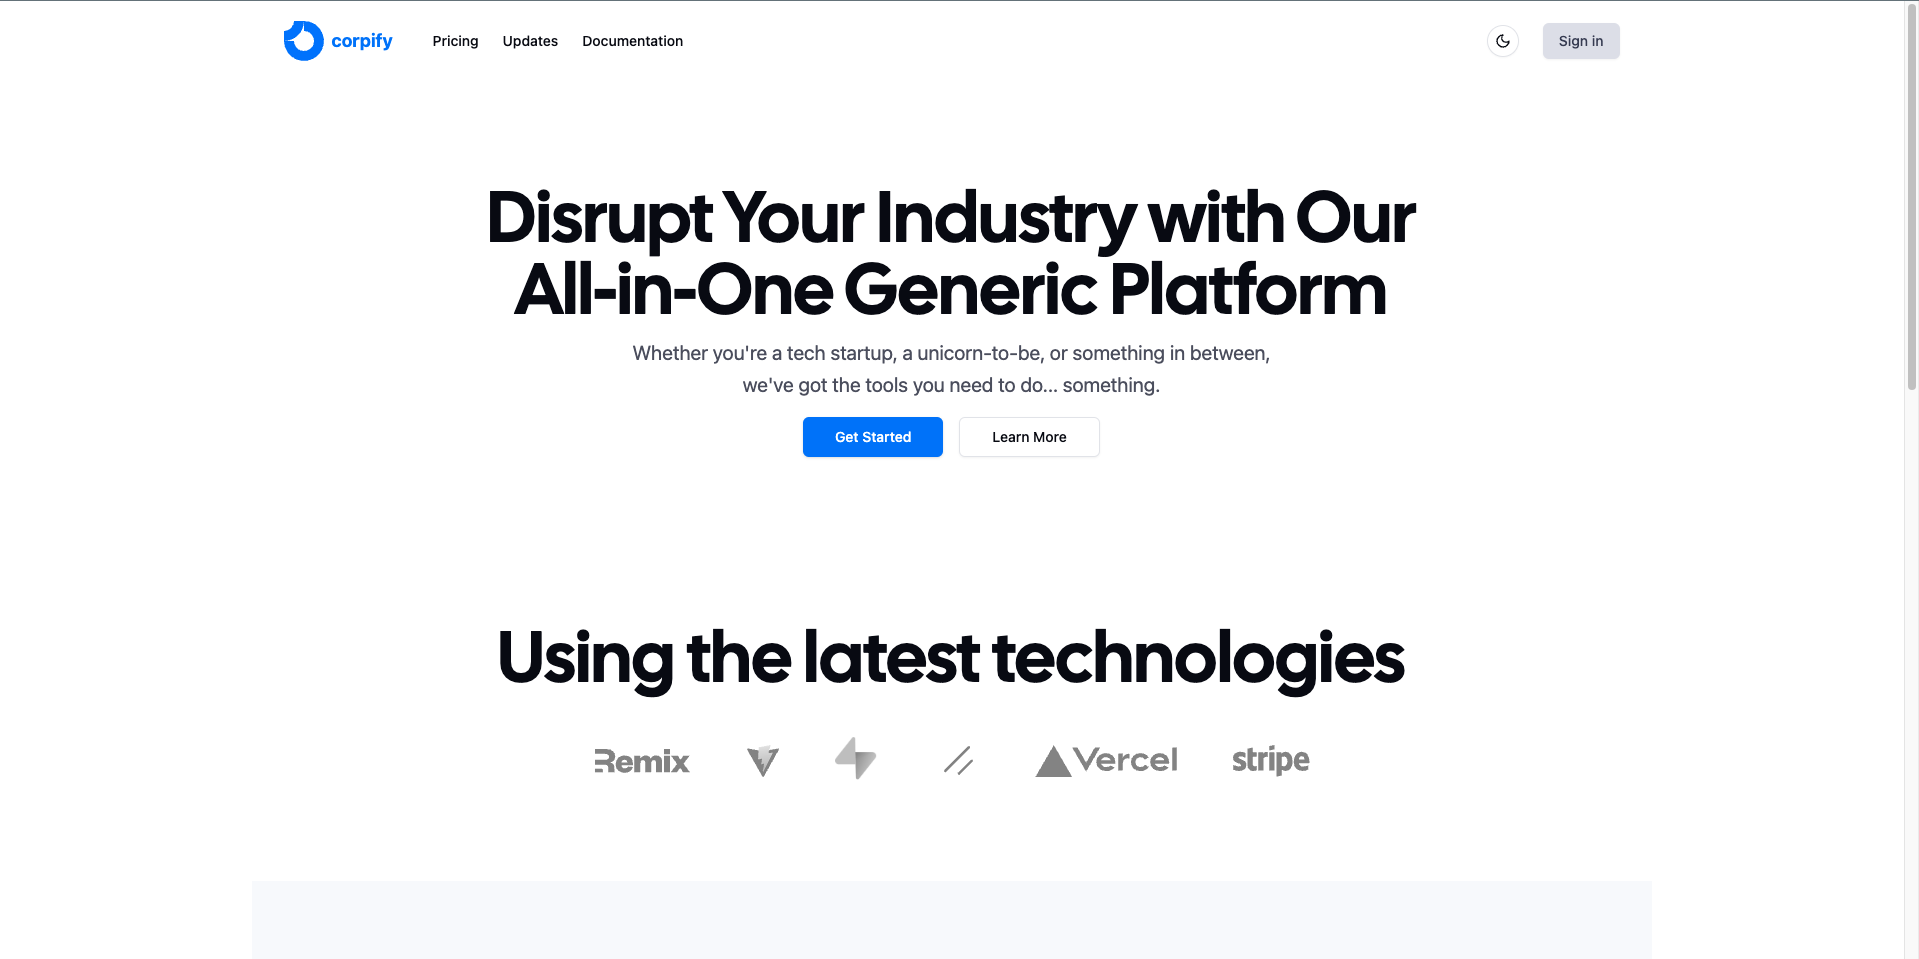 corpify
Pricing
Updates
Documentation
Sign in
Disrupt Your Industry with Our
All-in-One Generic Platform
Whether you're a tech startup, a unicorn-to-be, or something in between,
we've got the tools you need to do... something.
Get Started
Learn More
Using the latest technologies
Remix
Vercel
stripe